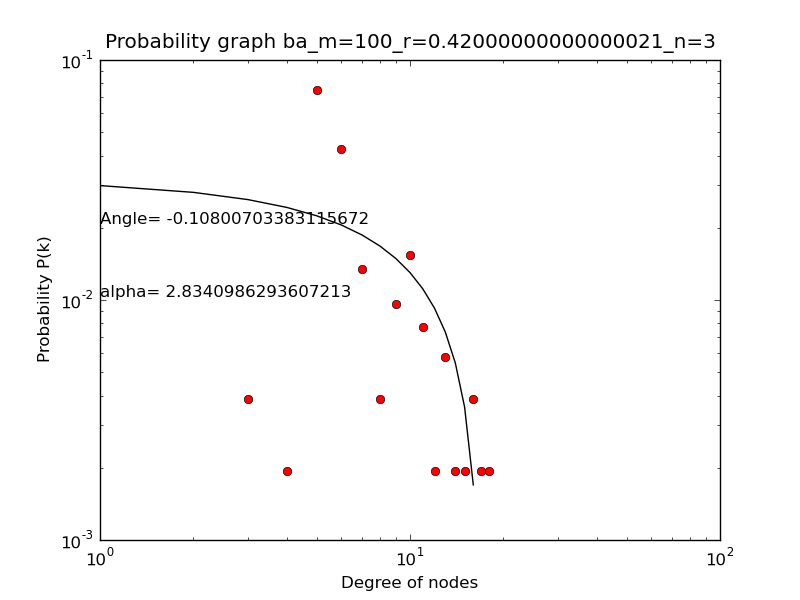 Probability graph ba_m=100_r=0.42000000000000021_n=3
10^-1
Angle= -0.10800703383115672
alpha= 2.8340986293607213
10^-2
Probability P(k)
10^-3
10^0 10^1 10^2
Degree of nodes